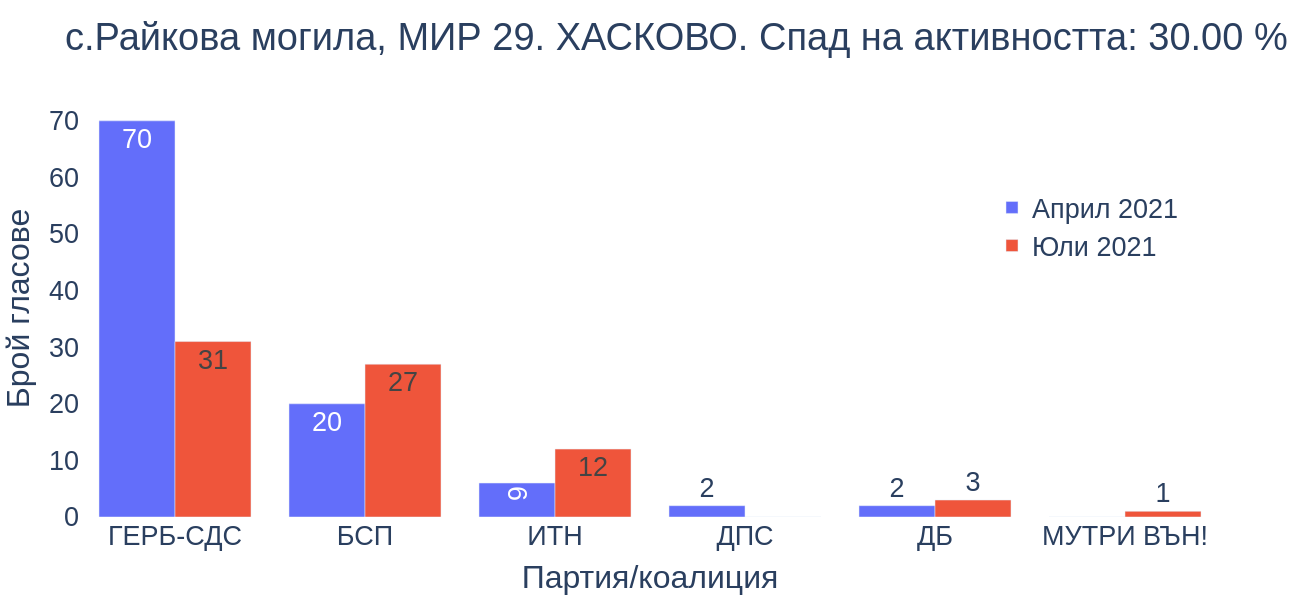 с.Райкова могила, МИР 29. ХАСКОВО. Спад на активността: 30.00 %
Брой гласове
70
60
50
40
30
20
10
0
70
31
20
27
6
12
2
2
3
1
Април 2021
Юли 2021
ГЕРБ-СДС
БСП
ИТН
ДПС
ДБ
МУТРИ ВЪН!
Партия/коалиция